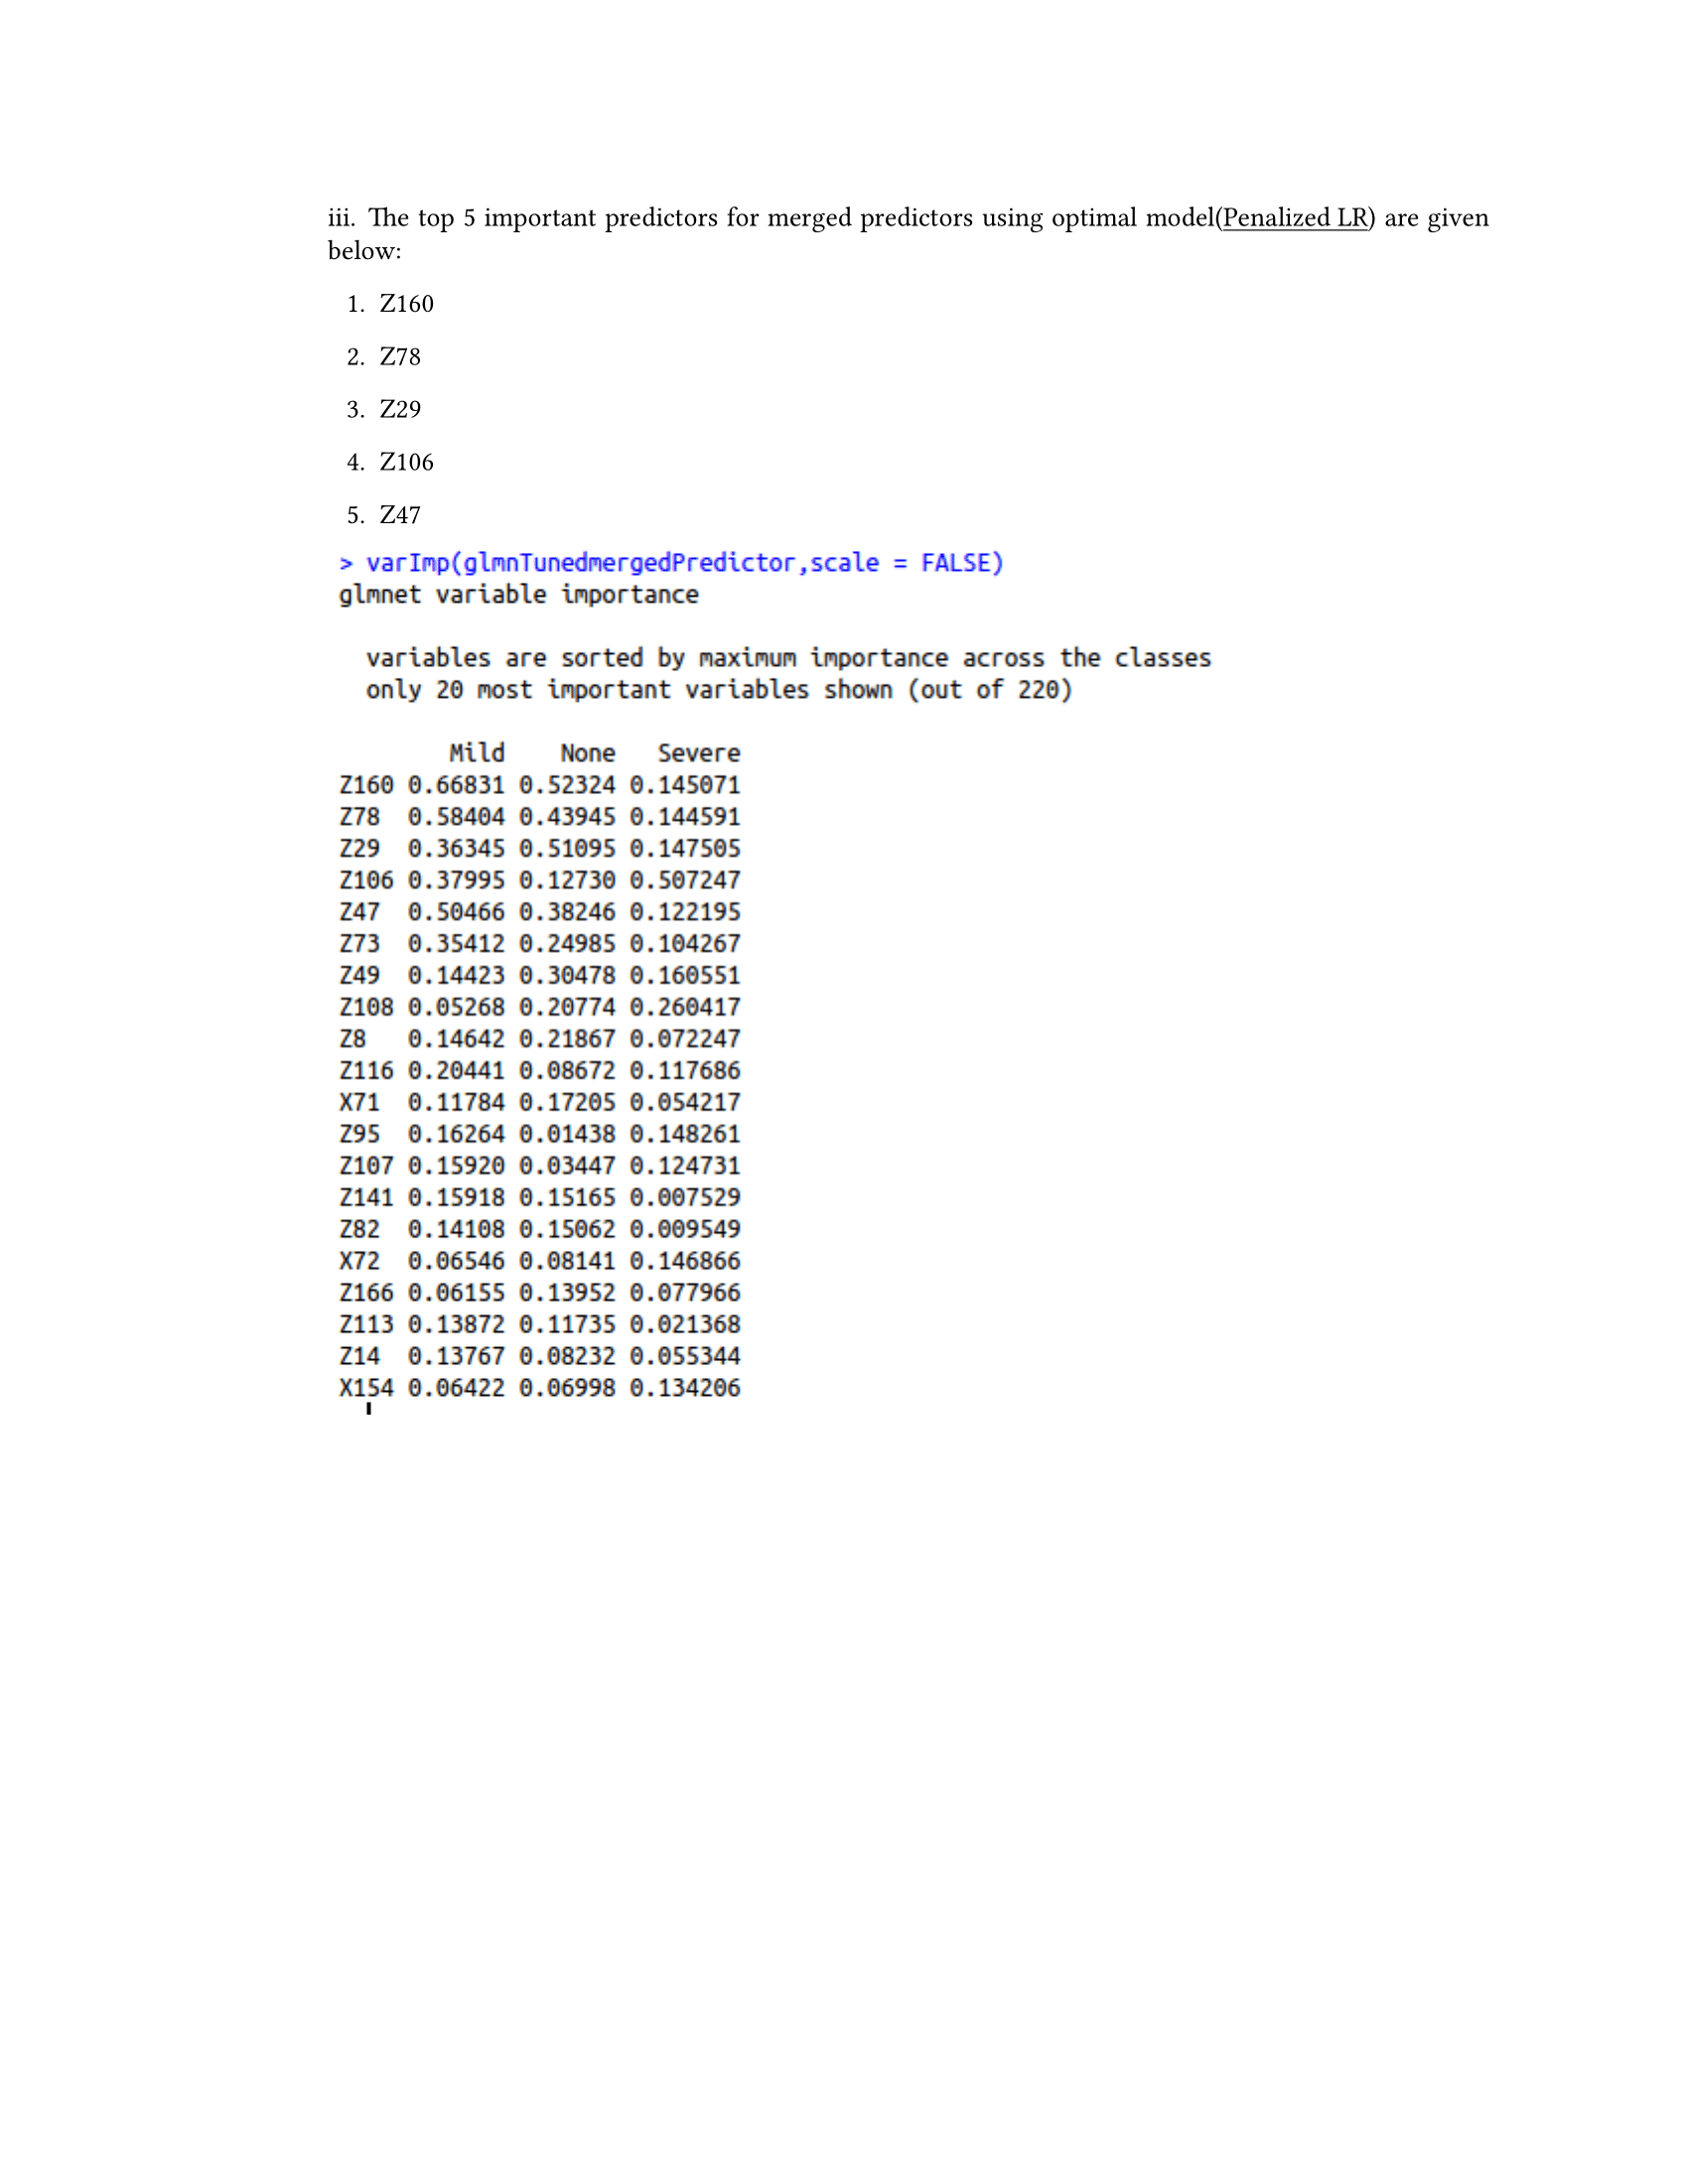 iii. The top 5 important predictors for merged predictors using optimal model(Penalized LR) are given
below:
1. Z160
2. Z78
3. Z29
4. Z106
5. Z47
> varImp(glmnTunedmergedPredictor,scale = FALSE)
glmnet variable importance
variables are sorted by maximum importance across the classes
only 20 most important variables shown (out of 220)
Mild None Severe
Z160 0.66831 0.52324 0.145071
Z78 0.58404 0.43945 0.144591
Z29 0.36345 0.51095 0.147505
Z106 0.37995 0.12730 0.507247
Z47 0.50466 0.38246 0.122195
Z73 0.35412 0.24985 0.104267
Z49 0.14423 0.30478 0.160551
Z108 0.05268 0.20774 0.260417
Z8 0.14642 0.21867 0.072247
Z116 0.20441 0.08672 0.117686
X71 0.11784 0.17205 0.054217
Z95 0.16264 0.01438 0.148261
Z107 0.15920 0.03447 0.124731
Z141 0.15918 0.15165 0.007529
Z82 0.14108 0.15062 0.009549
X72 0.06546 0.08141 0.146866
Z166 0.06155 0.13952 0.077966
Z113 0.13872 0.11735 0.021368
Z14 0.13767 0.08232 0.055344
X154 0.06422 0.06998 0.134206